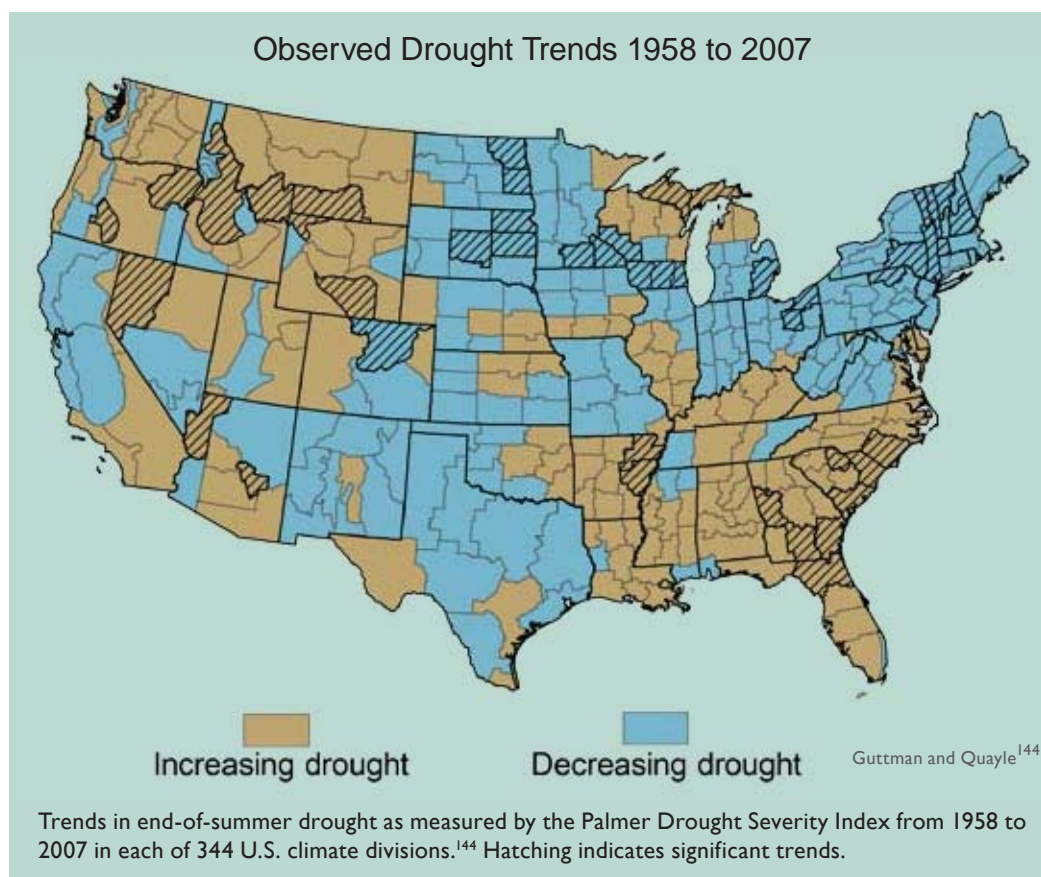 Observed Drought Trends 1958 to 2007
Increasing drought
Decreasing drought
Guttman and Quayle144
Trends in end-of-summer drought as measured by the Palmer Drought Severity Index from 1958 to
2007 in each of 344 U.S. climate divisions.144 Hatching indicates significant trends.